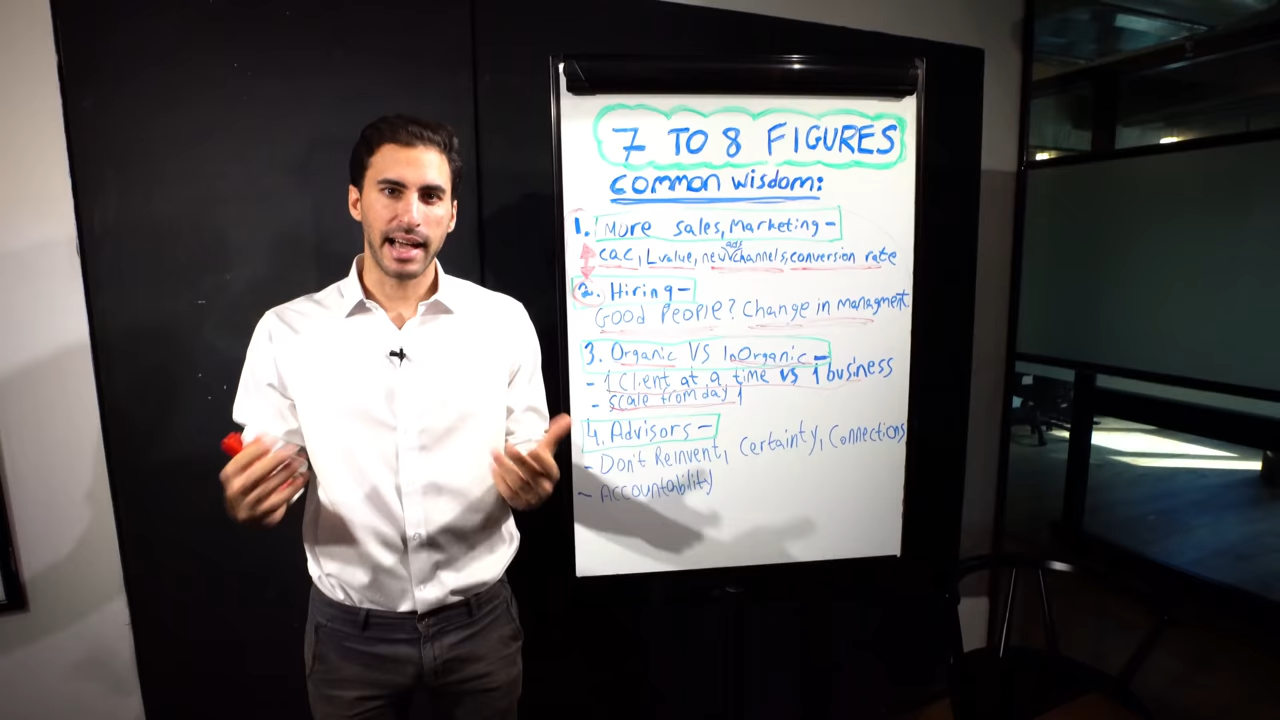 7 TO 8 FIGURES
COMMON WISDOM:
1. More Sales, Marketing -
ads
CAC, Lvalue, new channels, conversion rate
2. Hiring -
Good People? Change in managment
3. Organic VS InOrganic -
- 1 Client at a time VS 1 business
- Scale from day 1
4. Advisors -
- Don't Reinvent, Certainty, Connections
- Accountability